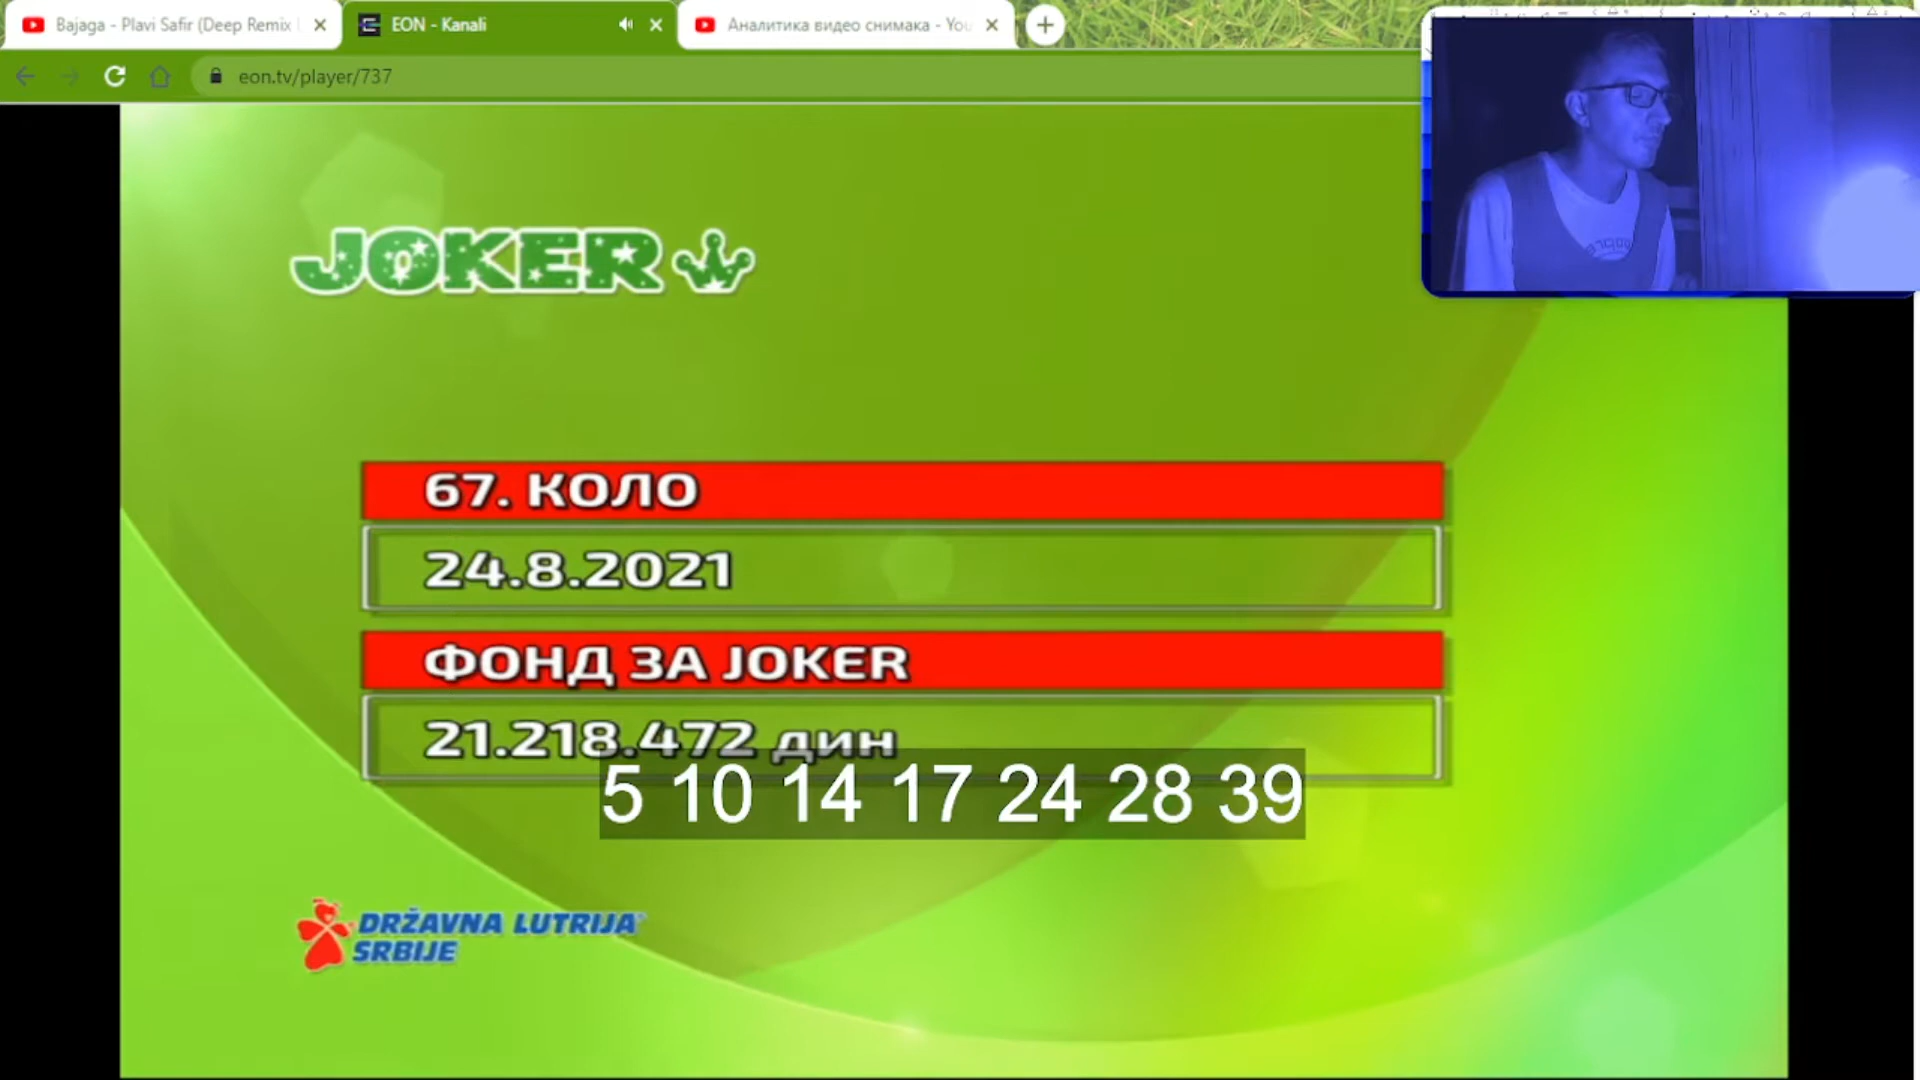 Bajaga - Plavi Safir (Deep Remix
EON - Kanali
Аналитика видео снимака - You
eon.tv/player/737
JOKER
67. КОЛО
24.8.2021
ФОНД ЗА JOKER
21.218.472 дин
5 10 14 17 24 28 39
DRŽAVNA LUTRIJA
SRBIJE